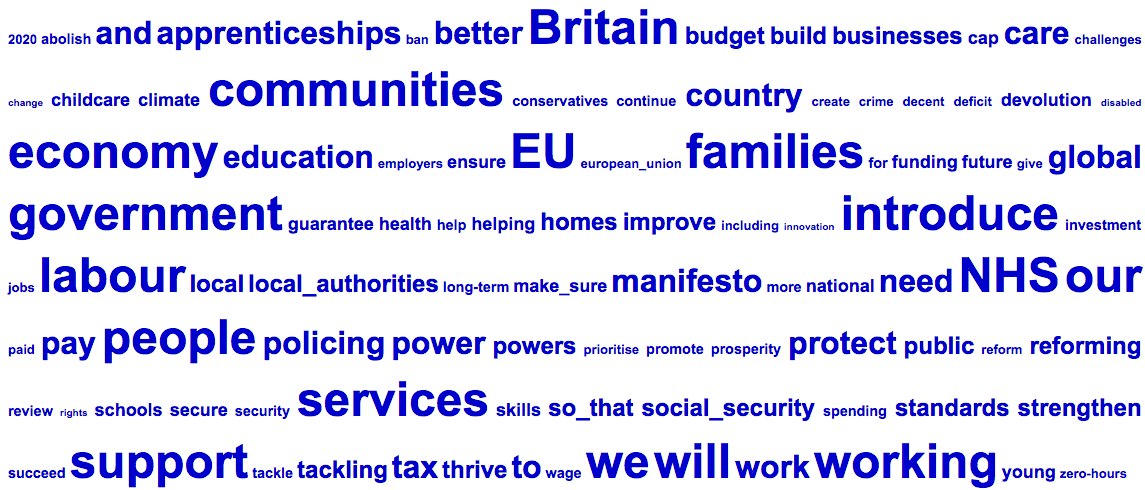 2020 abolish and apprenticeships ban better Britain budget build businesses cap care challenges
change childcare climate communities conservatives continue country create crime decent deficit devolution disabled
economy education employers ensure EU european_union families for funding future give global
government guarantee health help helping homes improve including innovation introduce investment
jobs labour local local_authorities long-term make_sure manifesto more national need NHS our
paid pay people policing power powers prioritise promote prosperity protect public reform reforming
review rights schools secure security services skills so_that social_security spending standards strengthen
succeed support tackle tackling tax thrive to wage we will work working young zero-hours